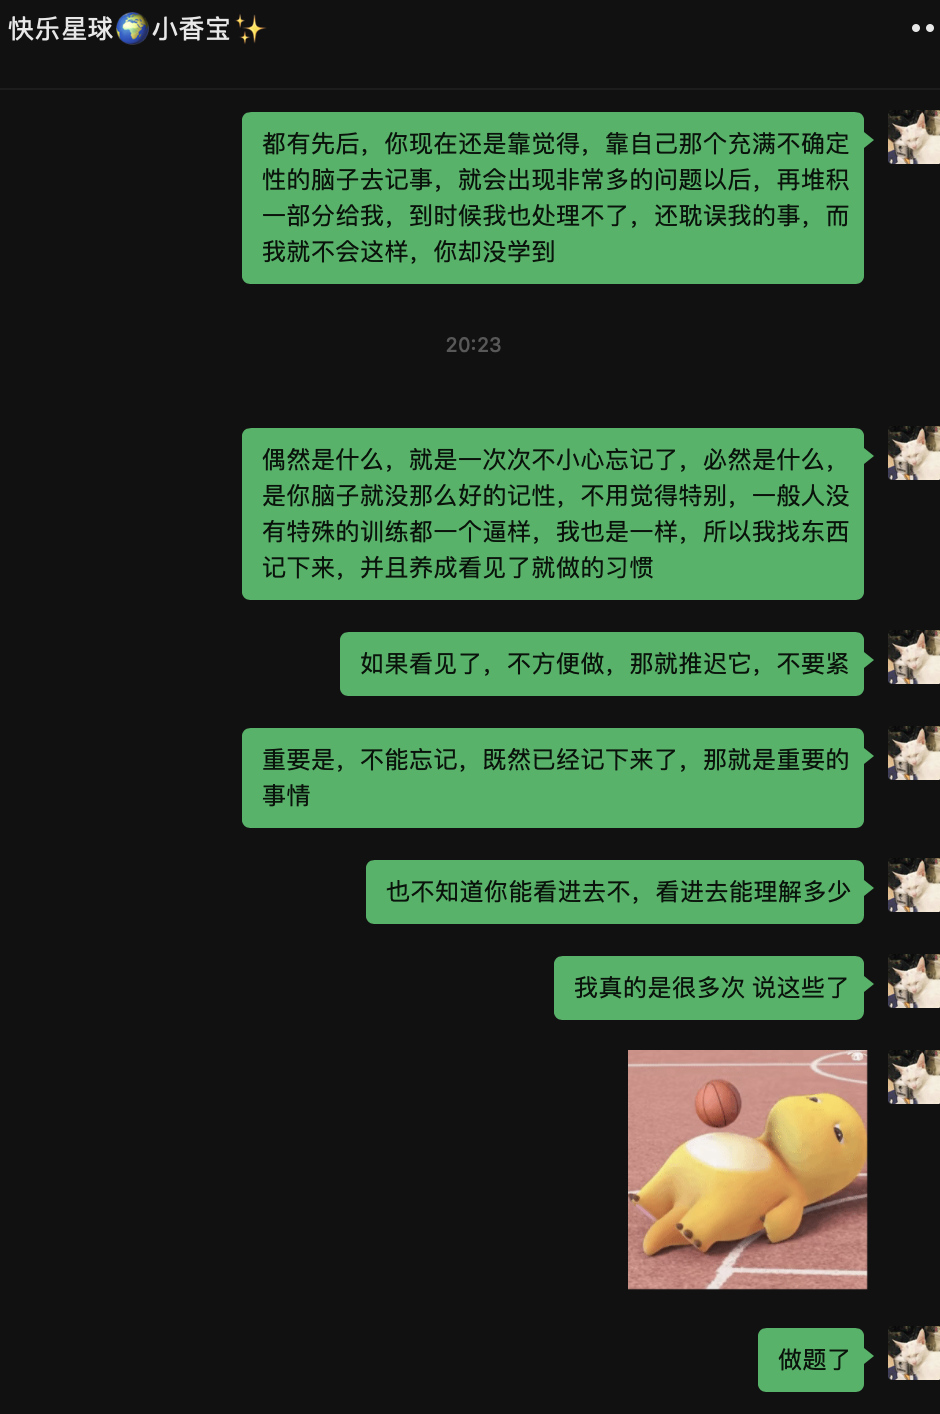 快乐星球🌍小香宝✨
都有先后，你现在还是靠觉得，靠自己那个充满不确定
性的脑子去记事，就会出现非常多的问题以后，再堆积
一部分给我，到时候我也处理不了，还耽误我的事，而
我就不会这样，你却没学到
20:23
偶然是什么，就是一次次不小心忘记了，必然是什么，
是你脑子就没那么好的记性，不用觉得特别，一般人没
有特殊的训练都一个逼样，我也是一样，所以我找东西
记下来，并且养成看见了就做的习惯
如果看见了，不方便做，那就推迟它，不要紧
重要是，不能忘记，既然已经记下来了，那就是重要的
事情
也不知道你能看进去不，看进去能理解多少
我真的是很多次 说这些了
做题了